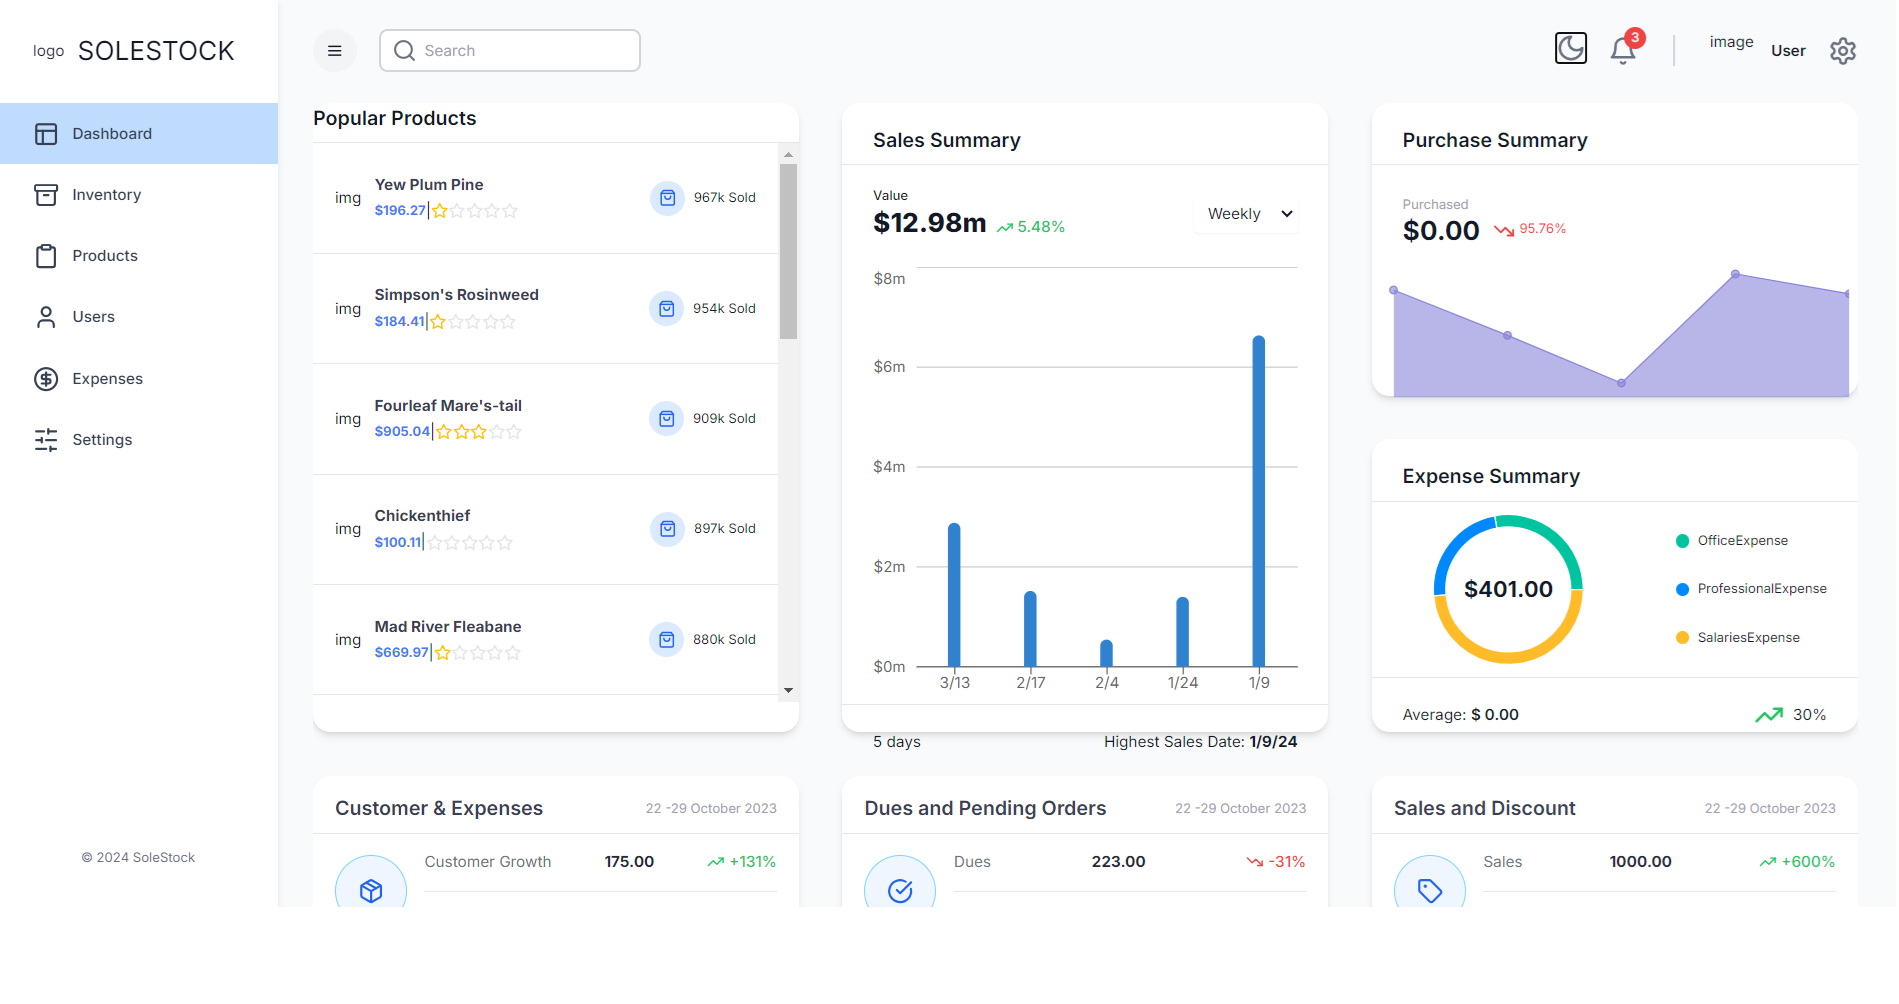 logo SOLESTOCK
Search
3
image
User
Dashboard
Inventory
Products
Users
Expenses
Settings
© 2024 SoleStock
Popular Products
img
Yew Plum Pine
$196.27
967k Sold
img
Simpson's Rosinweed
$184.41
954k Sold
img
Fourleaf Mare's-tail
$905.04
909k Sold
img
Chickenthief
$100.11
897k Sold
img
Mad River Fleabane
$669.97
880k Sold
Sales Summary
Value
$12.98m 5.48%
Weekly
$8m
$6m
$4m
$2m
$0m
3/13 2/17 2/4 1/24 1/9
5 days
Highest Sales Date: 1/9/24
Purchase Summary
Purchased
$0.00 95.76%
Expense Summary
$401.00
OfficeExpense
ProfessionalExpense
SalariesExpense
Average: $ 0.00
30%
Customer & Expenses
22 -29 October 2023
Customer Growth 175.00 +131%
Dues and Pending Orders
22 -29 October 2023
Dues 223.00 -31%
Sales and Discount
22 -29 October 2023
Sales 1000.00 +600%